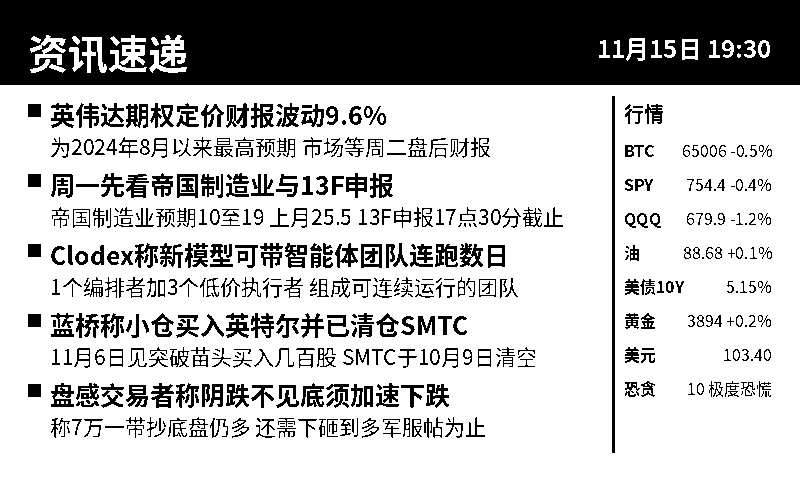 资讯速递
11月15日 19:30
英伟达期权定价财报波动9.6%
为2024年8月以来最高预期 市场等周二盘后财报
周一先看帝国制造业与13F申报
帝国制造业预期10至19 上月25.5 13F申报17点30分截止
Clodex称新模型可带智能体团队连跑数日
1个编排者加3个低价执行者 组成可连续运行的团队
蓝桥称小仓买入英特尔并已清仓SMTC
11月6日见突破苗头买入几百股 SMTC于10月9日清空
盘感交易者称阴跌不见底须加速下跌
称7万一带抄底盘仍多 还需下砸到多军服帖为止
行情
BTC 65006 -0.5%
SPY 754.4 -0.4%
QQQ 679.9 -1.2%
油 88.68 +0.1%
美债10Y 5.15%
黄金 3894 +0.2%
美元 103.40
恐贪 10 极度恐慌